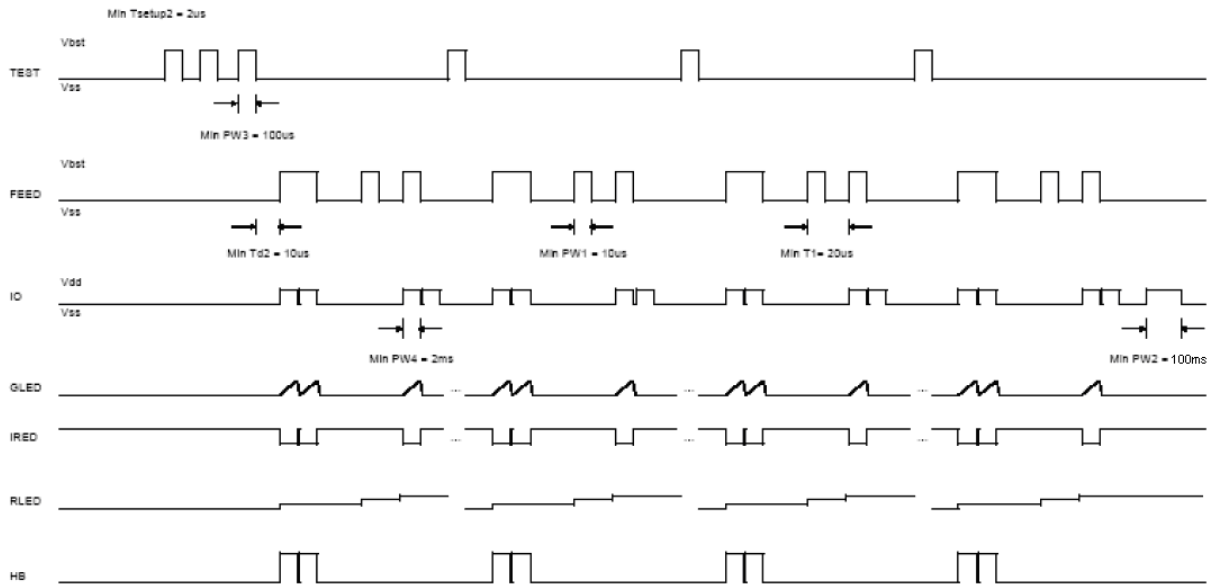 Min Tsetup2 = 2us
Vbst
TEST
Vss
Min PW3 = 100us
Vbst
FEED
Vss
Min Td2 = 10us
Min PW1 = 10us
Min T1= 20us
Vdd
IO
Vss
Min PW4 = 2ms
Min PW2 = 100ms
GLED
... ... ...
IRED
... ... ...
RLED
HB